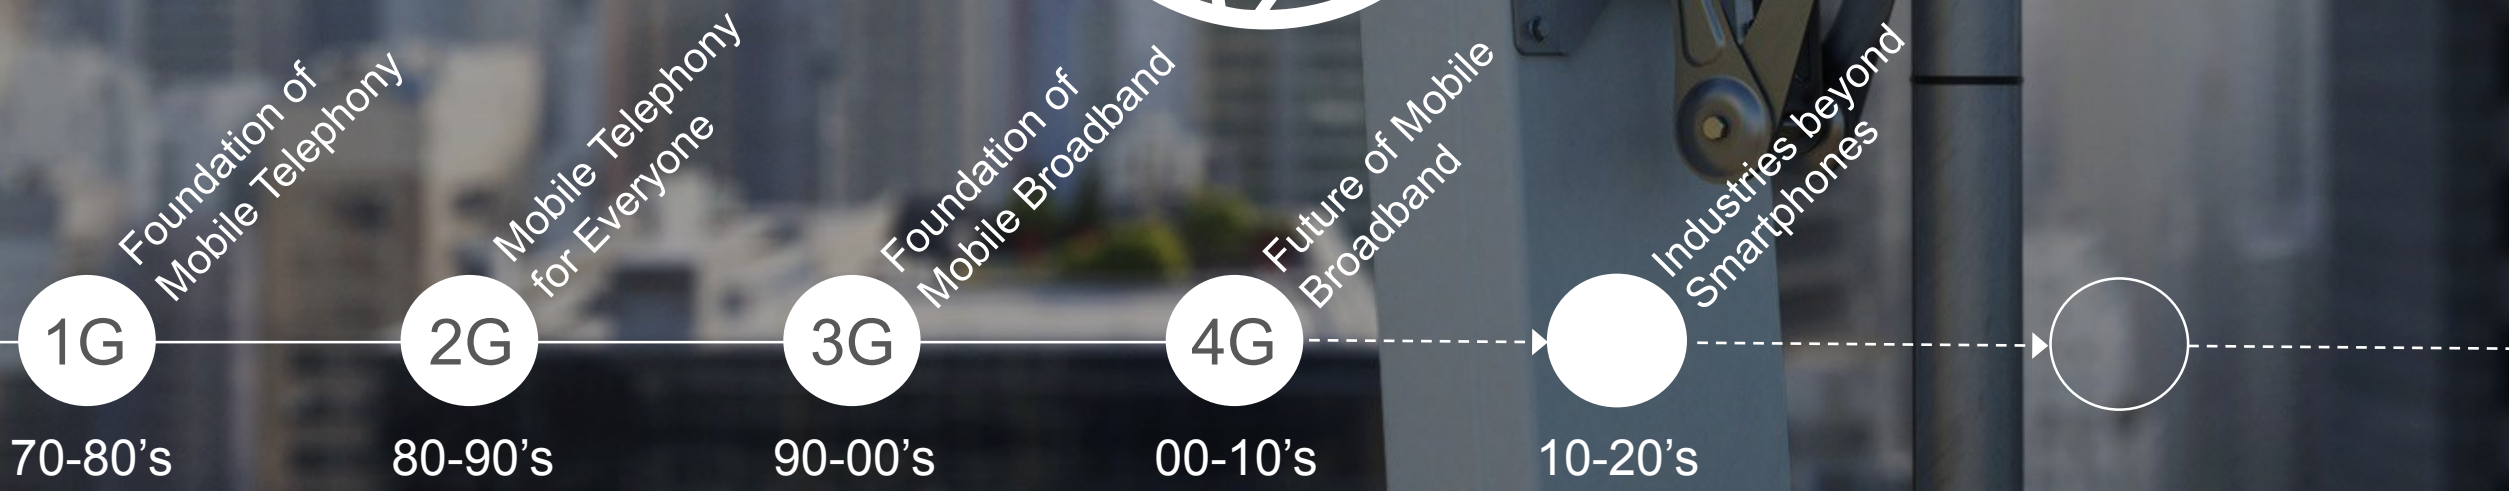 Foundation of
Mobile Telephony
Mobile Telephony
for Everyone
Foundation of
Mobile Broadband
Future of Mobile
Broadband
Industries beyond
Smartphones
1G
2G
3G
4G
70-80’s
80-90’s
90-00’s
00-10’s
10-20’s